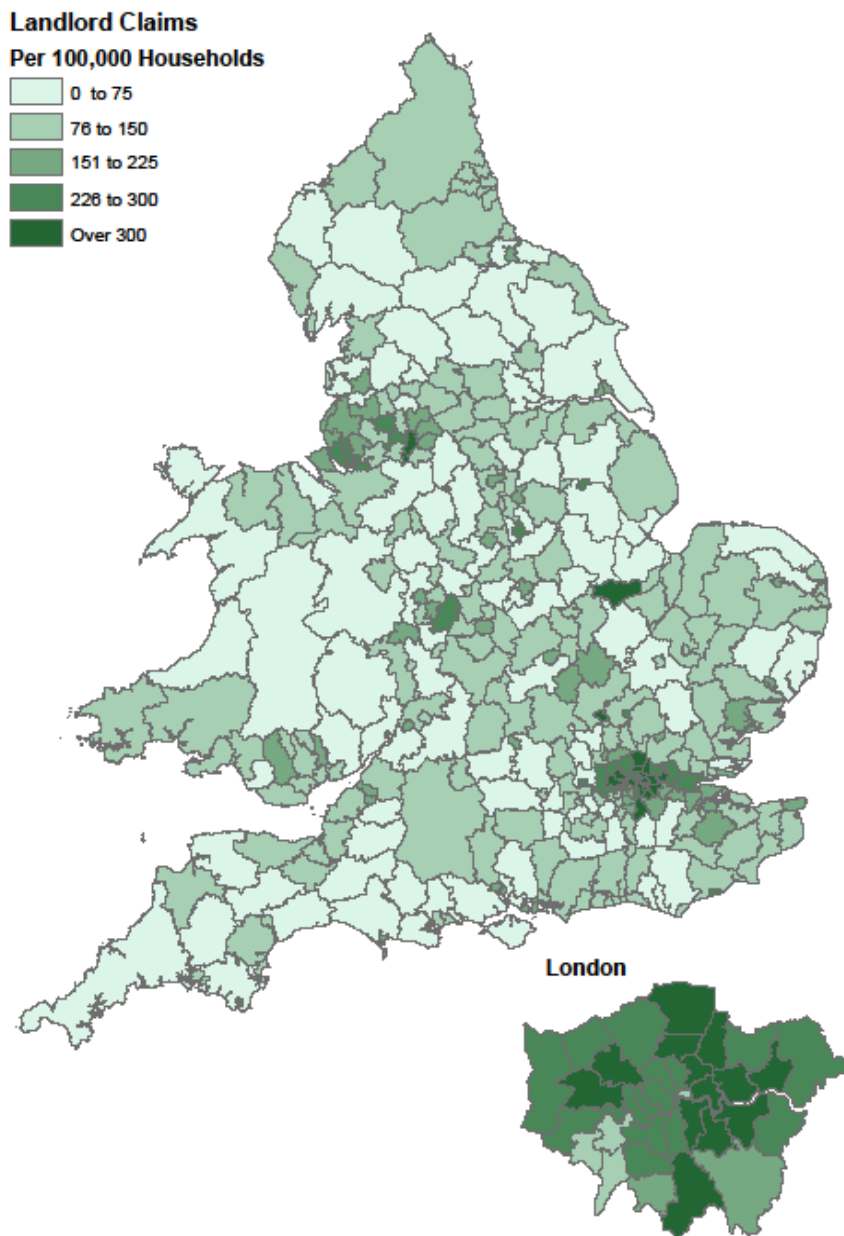 Landlord Claims
Per 100,000 Households
0 to 75
76 to 150
151 to 225
226 to 300
Over 300
London